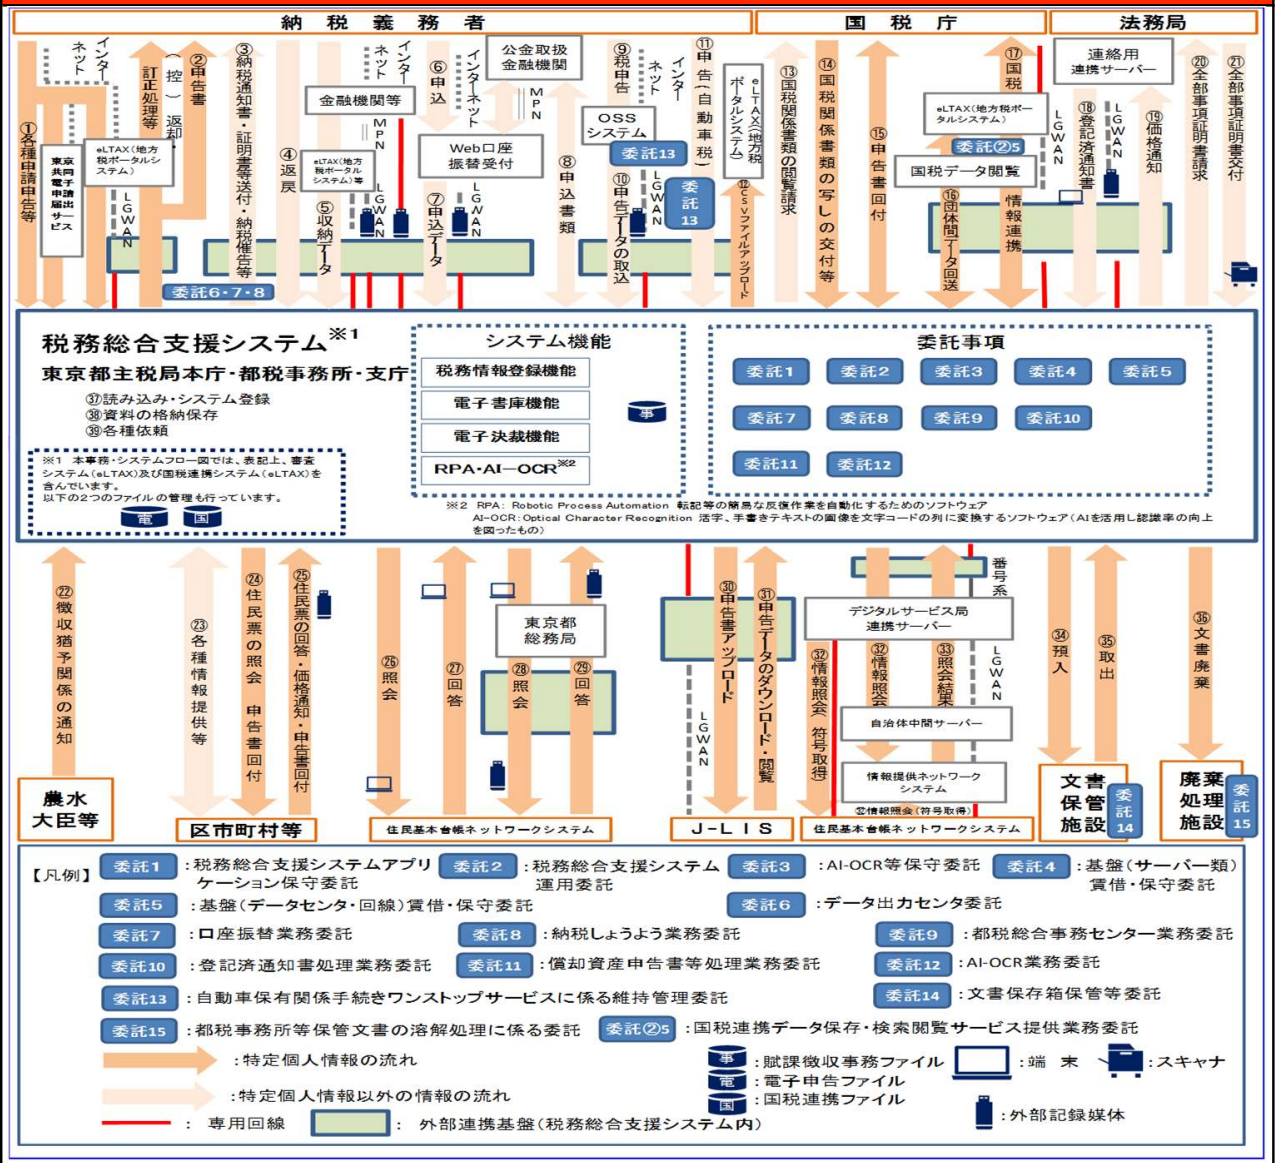 納税義務者
国税庁
法務局
①各種申請申告等
インターネット
東京共同電子申請・届出サービス
eLTAX(地方税ポータルシステム)
LGWAN
訂正処理等
②申告書(控)返却・
③納税通知書・証明書等送付・納税催告等
委託6・7・8
④返戻
インターネット
金融機関等
MPN
eLTAX(地方税ポータルシステム)等
LGWAN
⑤収納データ
⑥申込
インターネット
公金取扱金融機関
MPN
Web口座振替受付
LGWAN
⑦申込データ
⑧申込書類
⑨税申告
インターネット
OSSシステム
委託13
LGWAN
⑩申告データの取込
⑪申告(自動車税)
委託13
eLTAX(地方税ポータルシステム)
⑫CSVファイルアップロード
⑬国税関係書類の閲覧請求
⑭国税関係書類の写しの交付等
⑮申告書回付
⑰国税
情報連携
eLTAX(地方税ポータルシステム)
委託②5
国税データ閲覧
⑯団体間データ回送
LGWAN
連絡用連携サーバー
⑱登記済通知書
LGWAN
⑲価格通知
⑳全部事項証明書請求
㉑全部事項証明書交付
税務総合支援システム※1
東京都主税局本庁・都税事務所・支庁
㊲読み込み・システム登録
㊳資料の格納保存
㊴各種依頼
※1 本事務・システムフロー図では、表記上、審査
システム(eLTAX)及び国税連携システム(eLTAX)を
含んでいます。
以下の2つのファイルの管理も行っています。
電
国
システム機能
税務情報登録機能
電子書庫機能
電子決裁機能
RPA・AI-OCR※2
事
委託事項
委託1 委託2 委託3 委託4 委託5
委託7 委託8 委託9 委託10
委託11 委託12
※2 RPA: Robotic Process Automation 転記等の簡易な反復作業を自動化するためのソフトウェア
AI-OCR:Optical Character Recognition 活字、手書きテキストの画像を文字コードの列に変換するソフトウェア(AIを活用し認識率の向上
を図ったもの)
㉒徴収猶予関係の通知
農水大臣等
㉓各種情報提供等
㉔住民票の照会 申告書回付
㉕住民票の回答・価格通知・申告書回付
区市町村等
㉖照会
㉗回答
㉘照会
㉙回答
東京都総務局
住民基本台帳ネットワークシステム
LGWAN
㉚申告書アップロード
㉛申告データのダウンロード・閲覧
J-LIS
デジタルサービス局
連携サーバー
番号系
LGWAN
㉜情報照会(符号取得)
㉜情報照会
㉝照会結果
自治体中間サーバー
情報提供ネットワーク
システム
㉜情報照会(符号取得)
住民基本台帳ネットワークシステム
㉞預入
㉟取出
文書保管施設
委託14
㊱文書廃棄
廃棄処理施設
委託15
【凡例】
委託1 :税務総合支援システムアプリケーション保守委託
委託2 :税務総合支援システム運用委託
委託3 :AI-OCR等保守委託
委託4 :基盤(サーバー類)賃借・保守委託
委託5 :基盤(データセンタ・回線)賃借・保守委託
委託6 :データ出力センタ委託
委託7 :口座振替業務委託
委託8 :納税しょうよう業務委託
委託9 :都税総合事務センター業務委託
委託10 :登記済通知書処理業務委託
委託11 :償却資産申告書等処理業務委託
委託12 :AI-OCR業務委託
委託13 :自動車保有関係手続きワンストップサービスに係る維持管理委託
委託14 :文書保存箱保管等委託
委託15 :都税事務所等保管文書の溶解処理に係る委託
委託②5 :国税連携データ保存・検索閲覧サービス提供業務委託
:特定個人情報の流れ
:特定個人情報以外の情報の流れ
: 専用回線
: 外部連携基盤(税務総合支援システム内)
事 :賦課徴収事務ファイル
電 :電子申告ファイル
国 :国税連携ファイル
:端 末
:スキャナ
:外部記録媒体